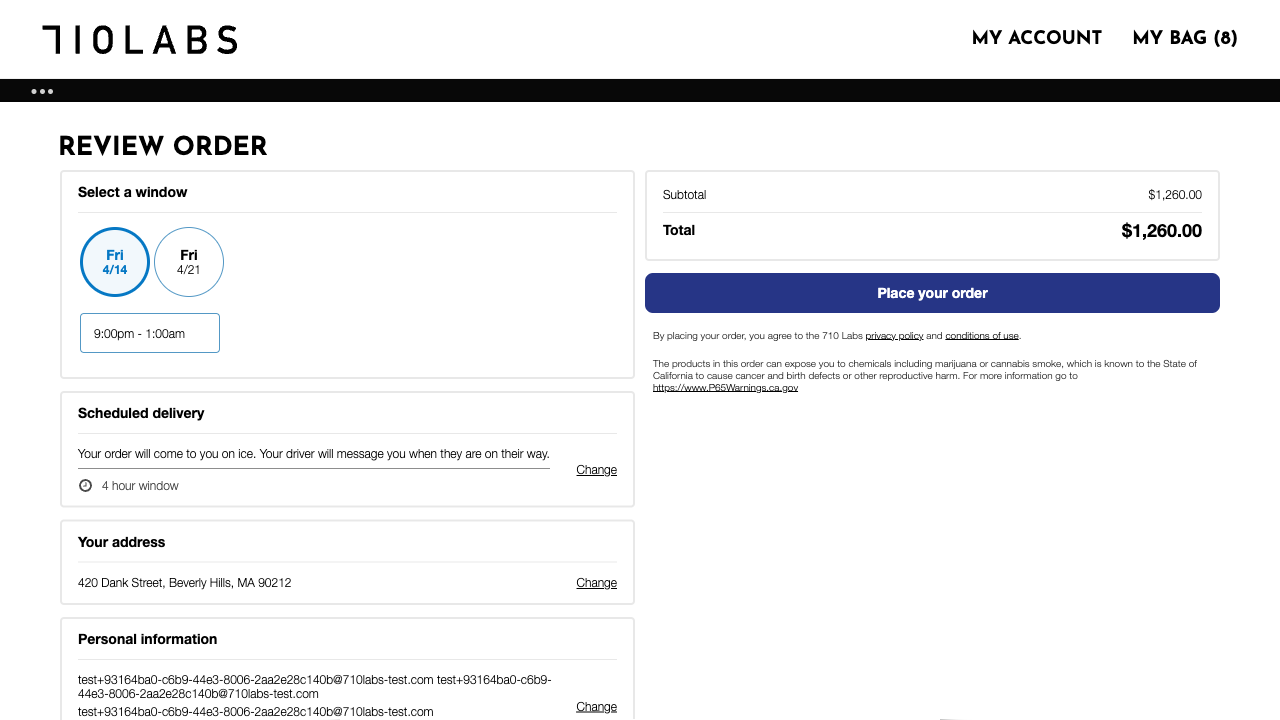 710LABS
MY ACCOUNT
MY BAG (8)
REVIEW ORDER
Select a window
Fri
4/14
Fri
4/21
9:00pm - 1:00am
Scheduled delivery
Your order will come to you on ice. Your driver will message you when they are on their way.
Change
4 hour window
Your address
420 Dank Street, Beverly Hills, MA 90212
Change
Personal information
test+93164ba0-c6b9-44e3-8006-2aa2e28c140b@710labs-test.com test+93164ba0-c6b9-
44e3-8006-2aa2e28c140b@710labs-test.com
test+93164ba0-c6b9-44e3-8006-2aa2e28c140b@710labs-test.com
Change
Subtotal
$1,260.00
Total
$1,260.00
Place your order
By placing your order, you agree to the 710 Labs privacy policy and conditions of use.
The products in this order can expose you to chemicals including marijuana or cannabis smoke, which is known to the State of
California to cause cancer and birth defects or other reproductive harm. For more information go to
https://www.P65Warnings.ca.gov